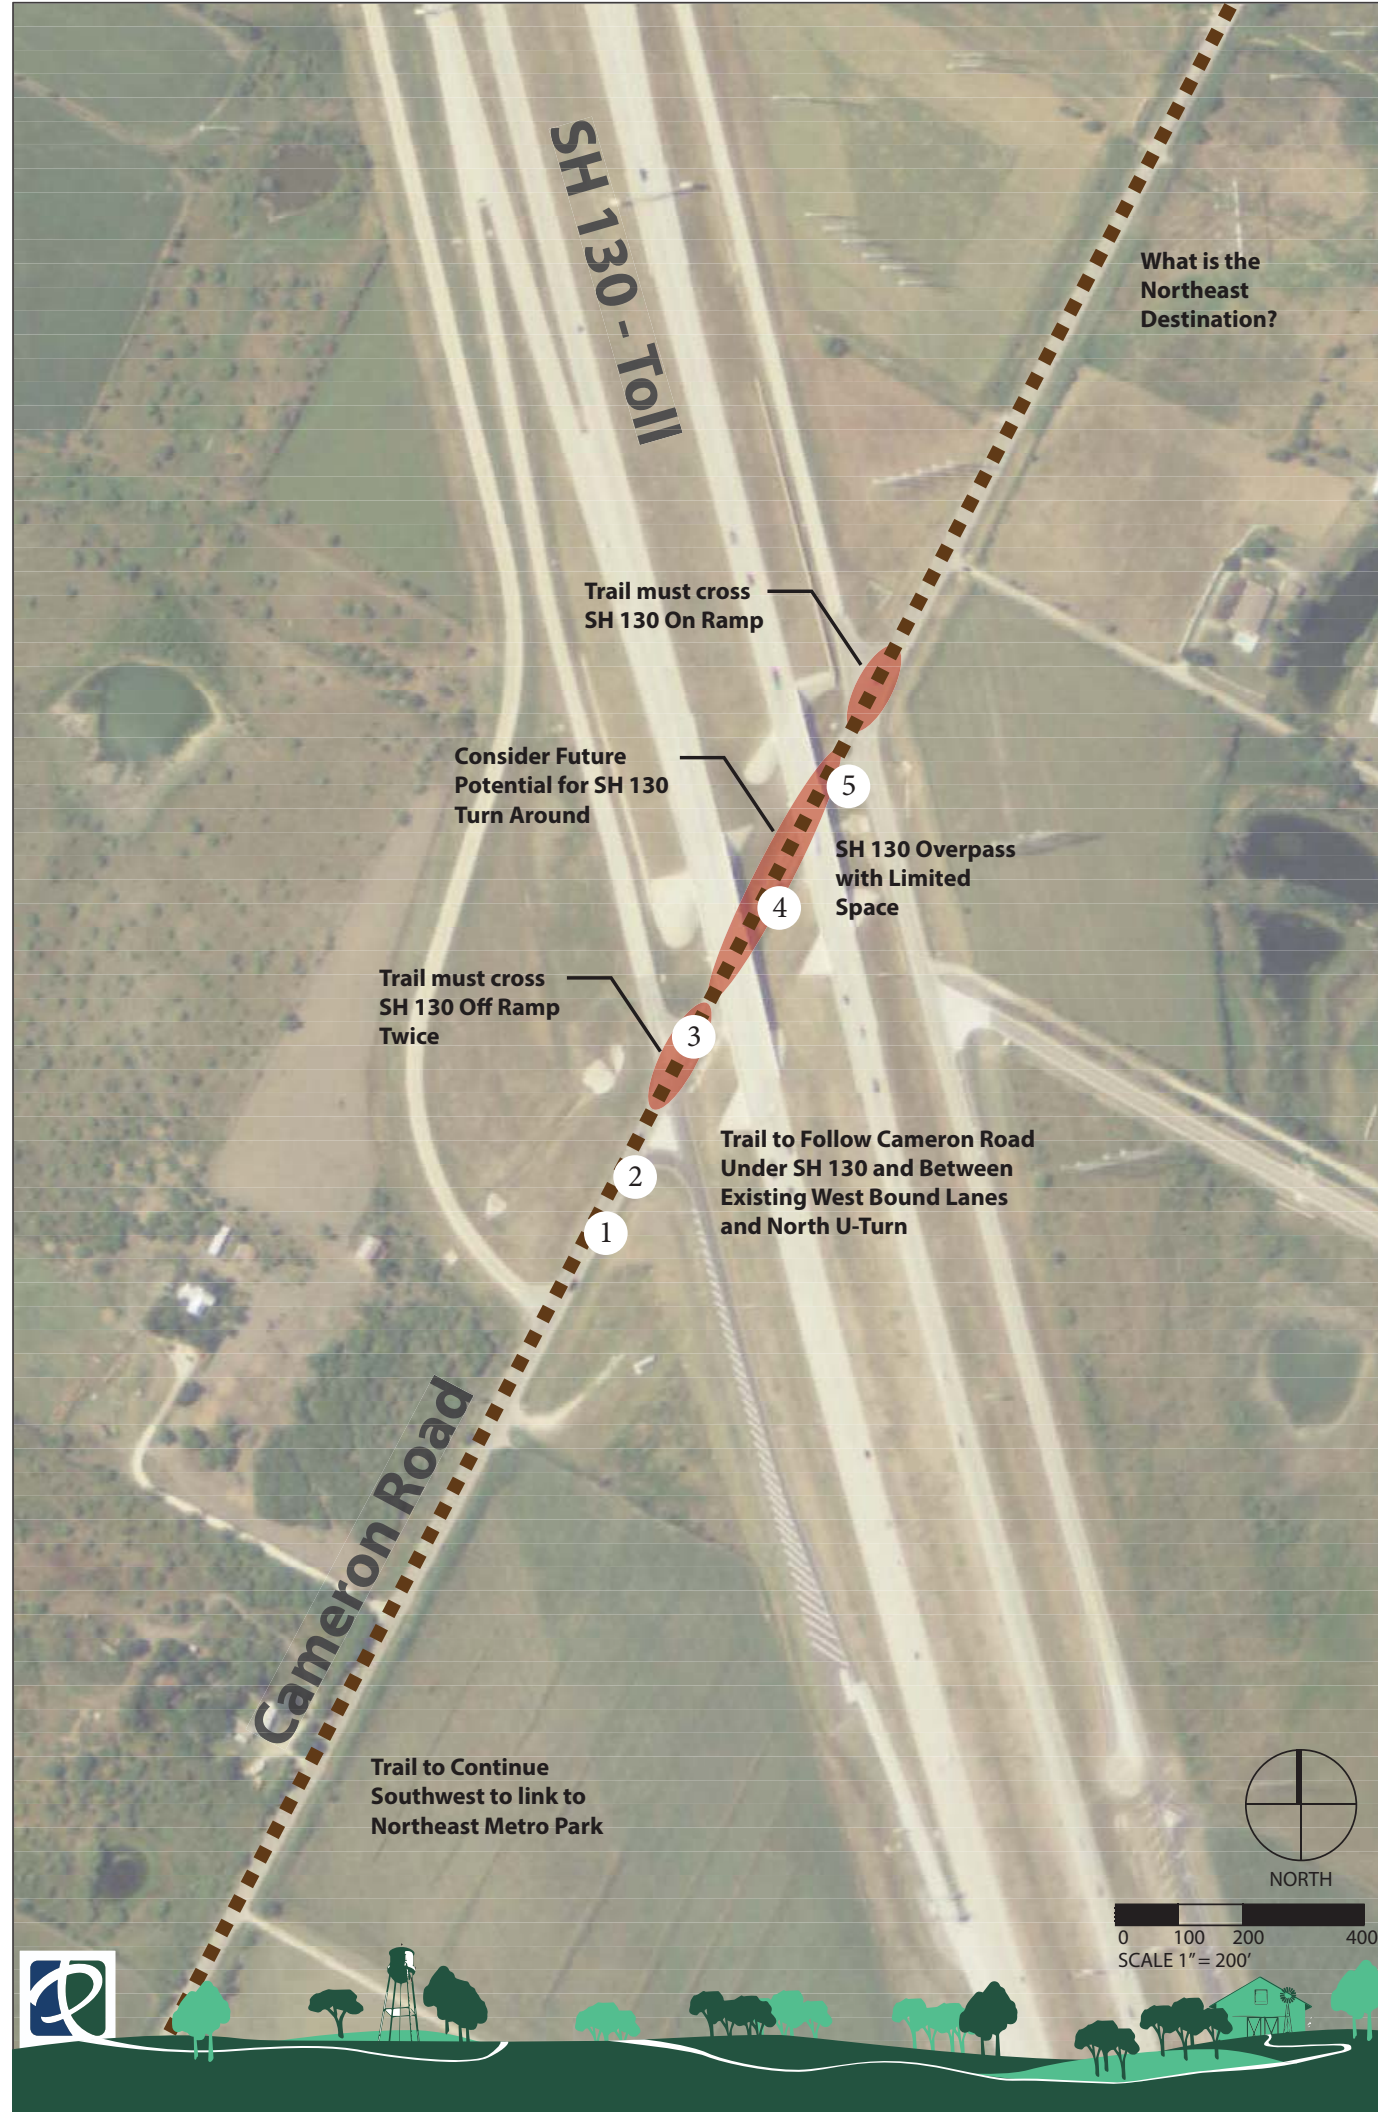 SH 130 - Toll
What is the
Northeast
Destination?
Trail must cross
SH 130 On Ramp
Consider Future
Potential for SH 130
Turn Around
5
SH 130 Overpass
with Limited
Space
4
Trail must cross
SH 130 Off Ramp
Twice
3
Trail to Follow Cameron Road
Under SH 130 and Between
Existing West Bound Lanes
and North U-Turn
2
1
Cameron Road
Trail to Continue
Southwest to link to
Northeast Metro Park
NORTH
0 100 200 400
SCALE 1" = 200'